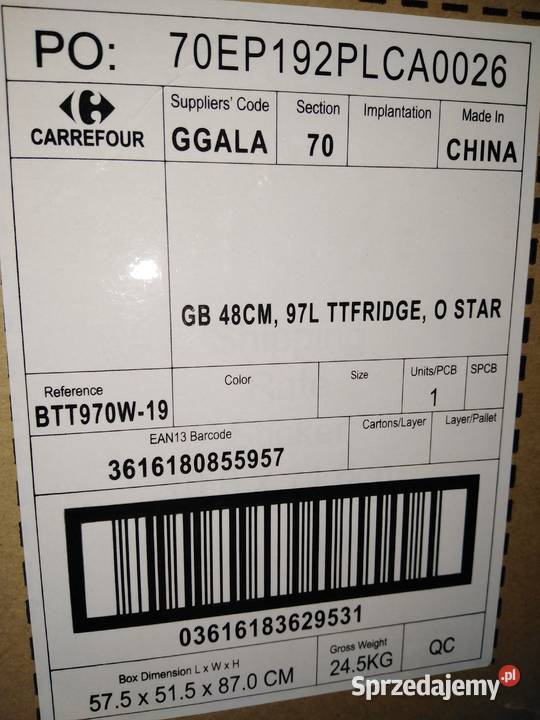 PO: 70EP192PLCA0026
CARREFOUR
Suppliers' Code
GGALA
Section
70
Implantation
Made In
CHINA
GB 48CM, 97L TTFRIDGE, O STAR
Reference
BTT970W-19
Color
Size
Units/PCB
1
SPCB
EAN13 Barcode
3616180855957
Cartons/Layer
Layer/Pallet
03616183629531
Box Dimension L x W x H
57.5 x 51.5 x 87.0 CM
Gross Weight
24.5KG
QC
Sprzedajemy.pl